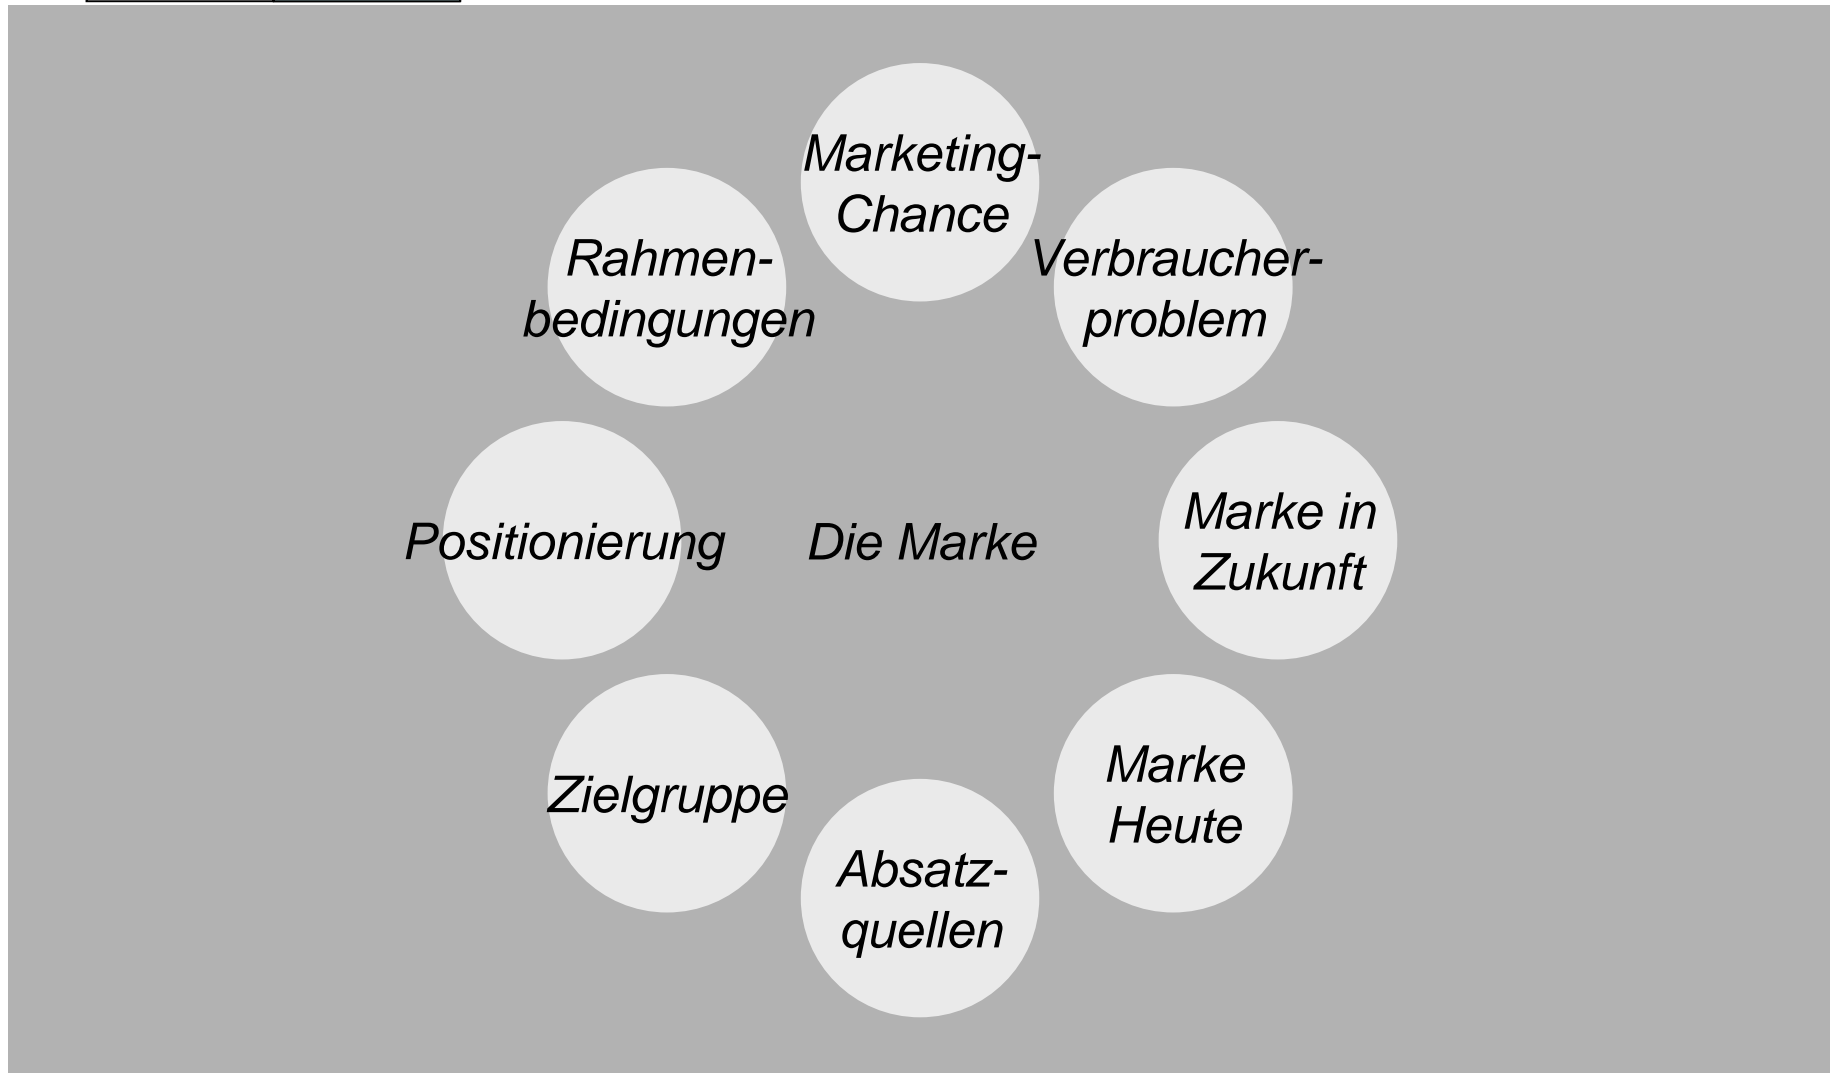 Marketing-
Chance
Verbraucher-
problem
Marke in
Zukunft
Marke
Heute
Absatz-
quellen
Zielgruppe
Positionierung
Rahmen-
bedingungen
Die Marke